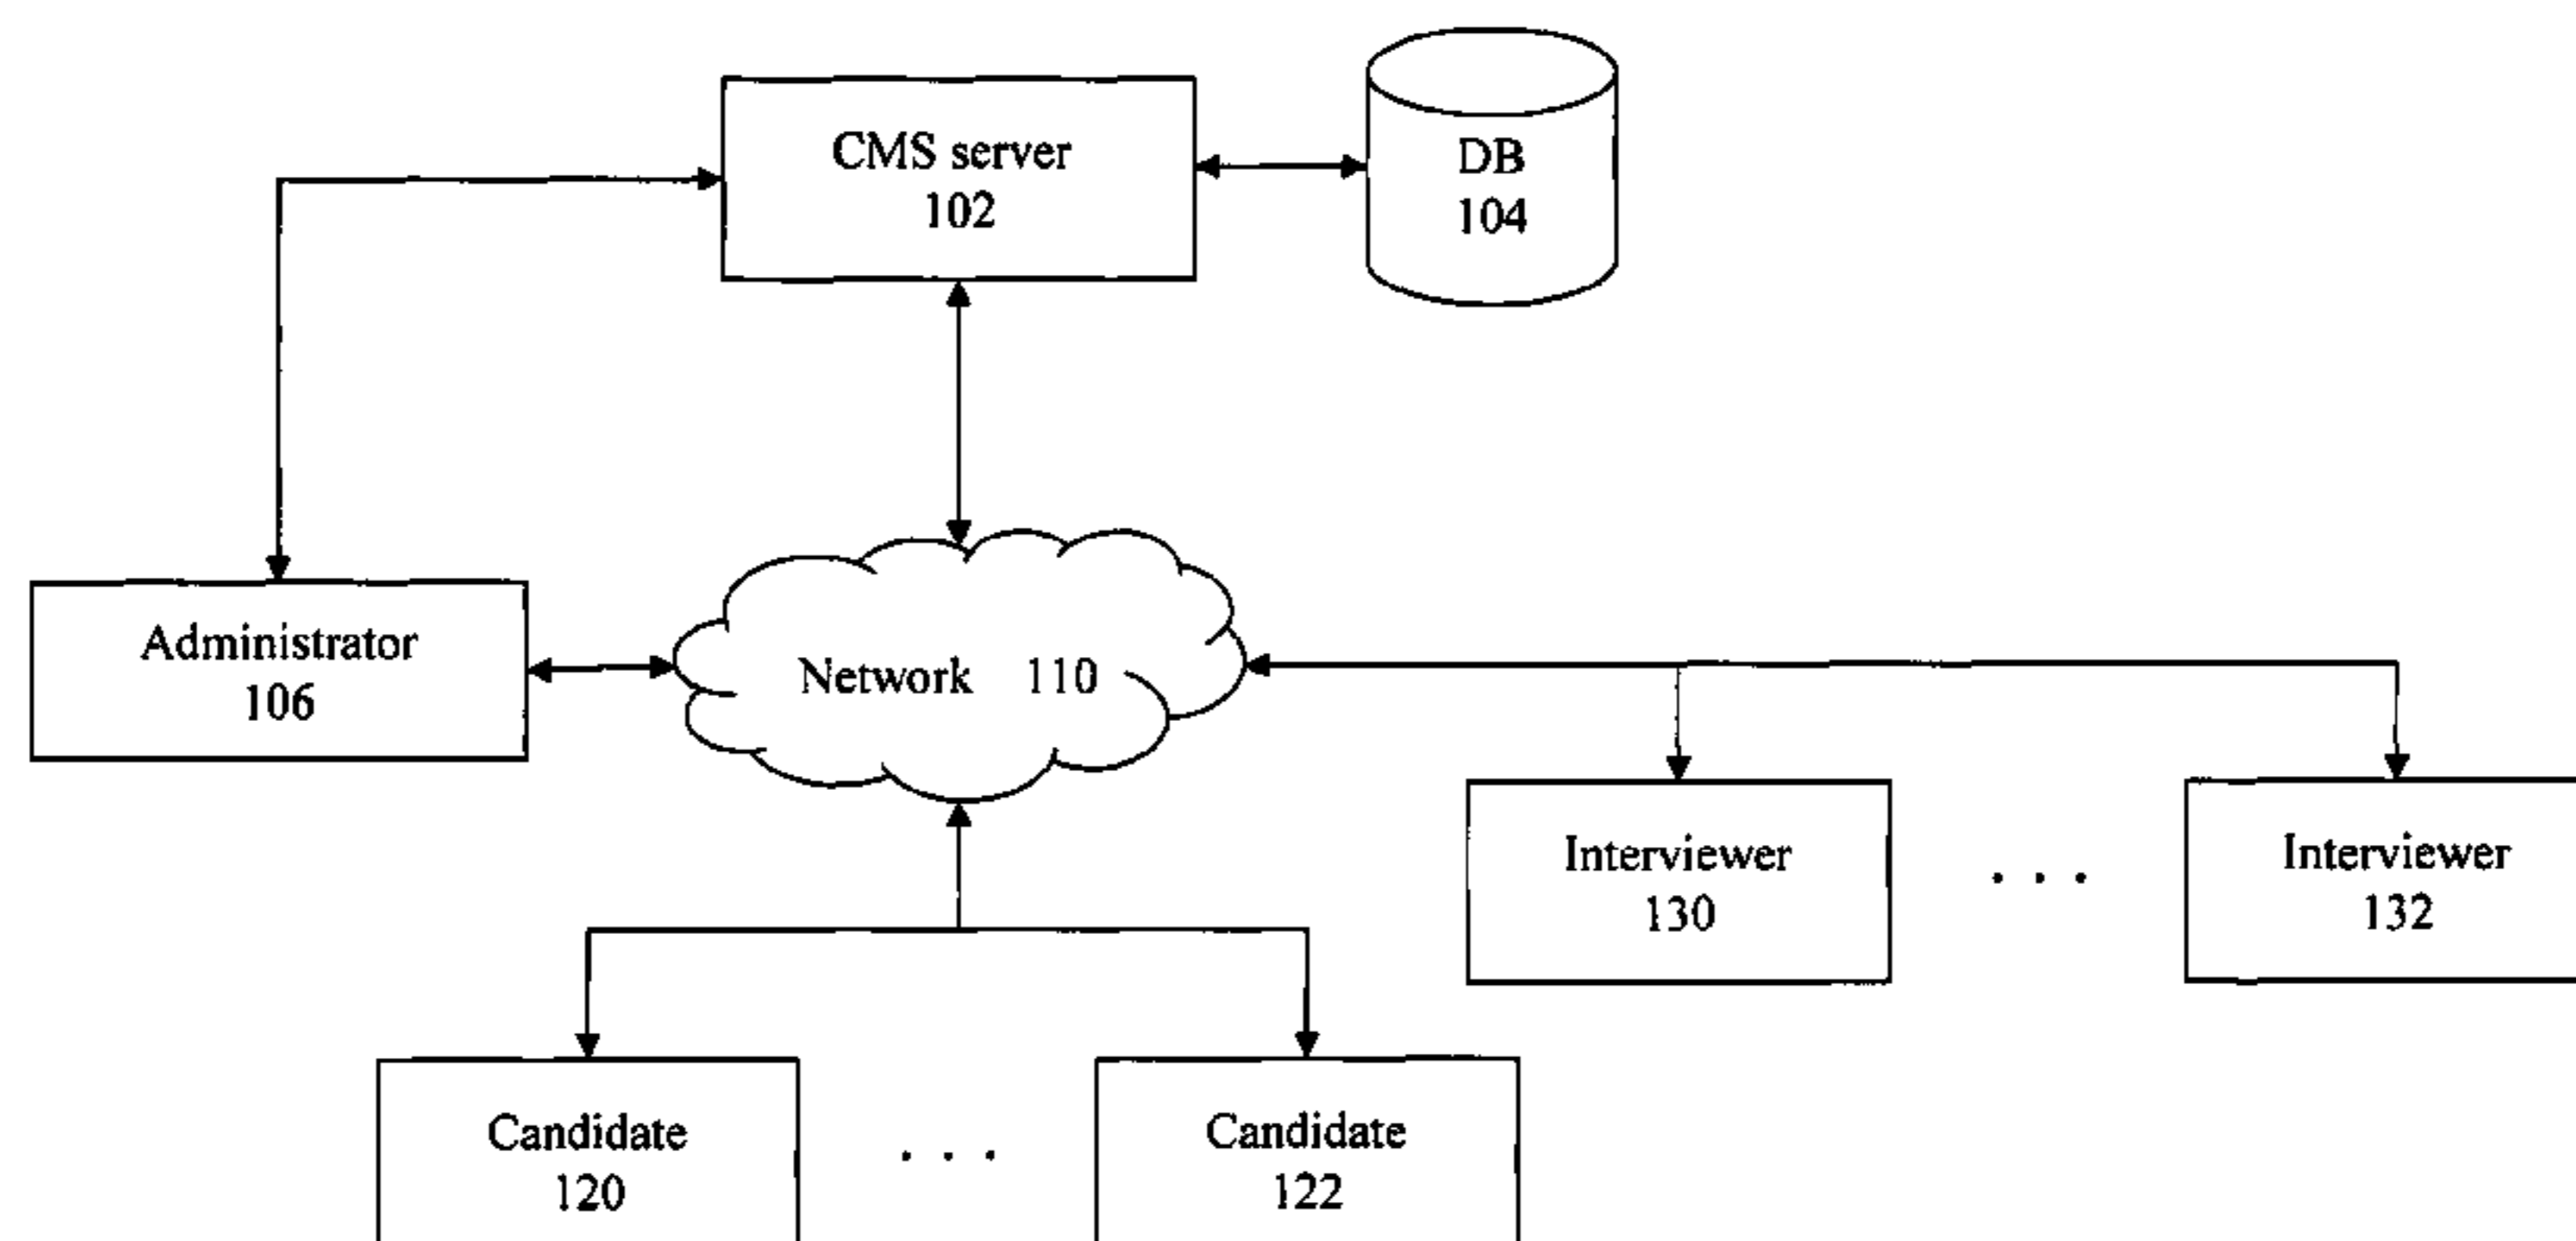 CMS server
102
DB
104
Administrator
106
Network 110
Interviewer
130
. . .
Interviewer
132
Candidate
120
. . .
Candidate
122